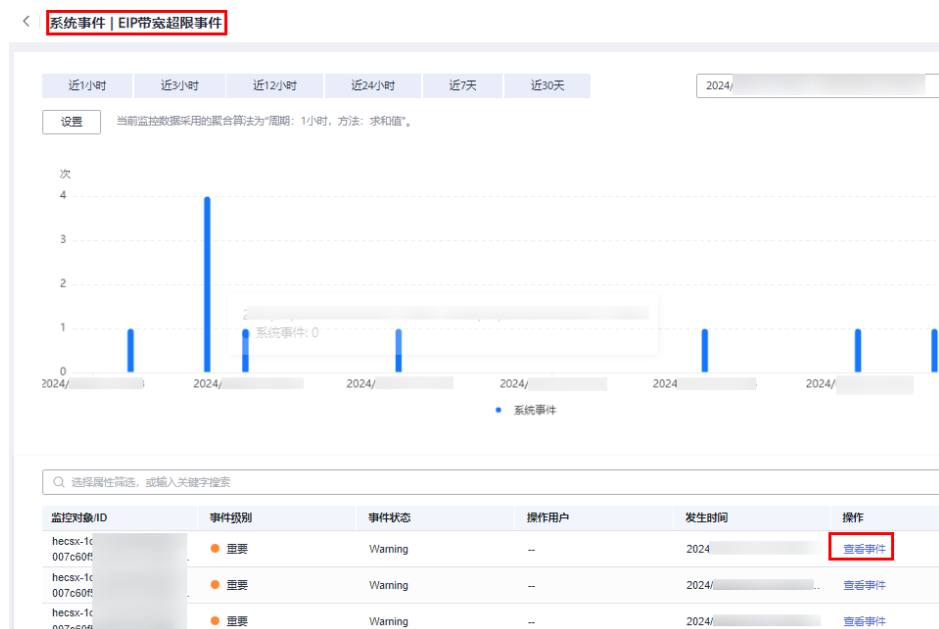 系统事件 | EIP带宽超限事件
近1小时 近3小时 近12小时 近24小时 近7天 近30天 2024/
设置 当前监控数据采用的聚合算法为“周期：1小时，方法：求和值”。
次
4
3
2
1
系统事件: 0
0
2024/ 2024/ 2024/ 2024/ 2024 2024/
系统事件
选择属性筛选，或输入关键字搜索
监控对象/ID 事件级别 事件状态 操作用户 发生时间 操作
hecsx-1c
007c60f5
重要 Warning -- 2024 查看事件
hecsx-1c
007c60f5
重要 Warning -- 2024/ 查看事件
hecsx-1c
重要 Warning -- 2024/ 查看事件